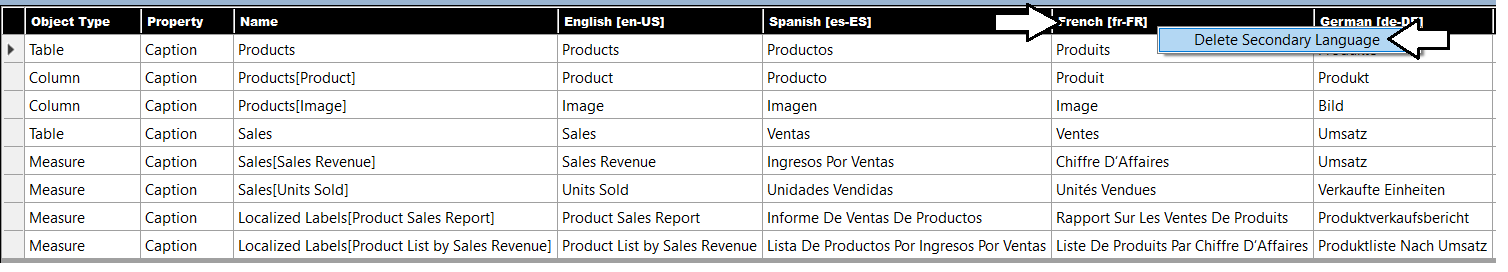 Object Type Property Name English [en-US] Spanish [es-ES] French [fr-FR] German [de-DE]
Delete Secondary Language
Table Caption Products Products Productos Produits
Column Caption Products[Product] Product Producto Produit Produkt
Column Caption Products[Image] Image Imagen Image Bild
Table Caption Sales Sales Ventas Ventes Umsatz
Measure Caption Sales[Sales Revenue] Sales Revenue Ingresos Por Ventas Chiffre D’Affaires Umsatz
Measure Caption Sales[Units Sold] Units Sold Unidades Vendidas Unités Vendues Verkaufte Einheiten
Measure Caption Localized Labels[Product Sales Report] Product Sales Report Informe De Ventas De Productos Rapport Sur Les Ventes De Produits Produktverkaufsbericht
Measure Caption Localized Labels[Product List by Sales Revenue] Product List by Sales Revenue Lista De Productos Por Ingresos Por Ventas Liste De Produits Par Chiffre D’Affaires Produktliste Nach Umsatz